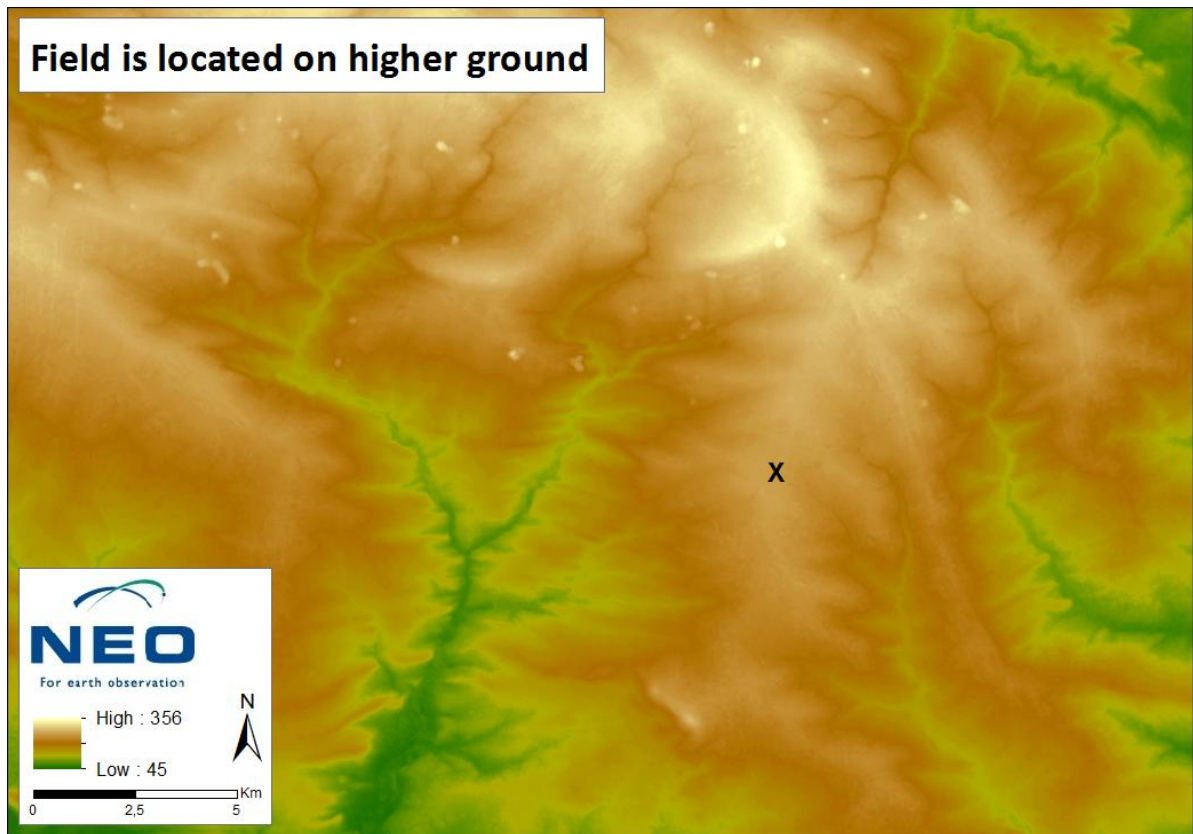 Field is located on higher ground
X
NEO
For earth observation
N
High : 356
Low : 45
Km
0 2,5 5